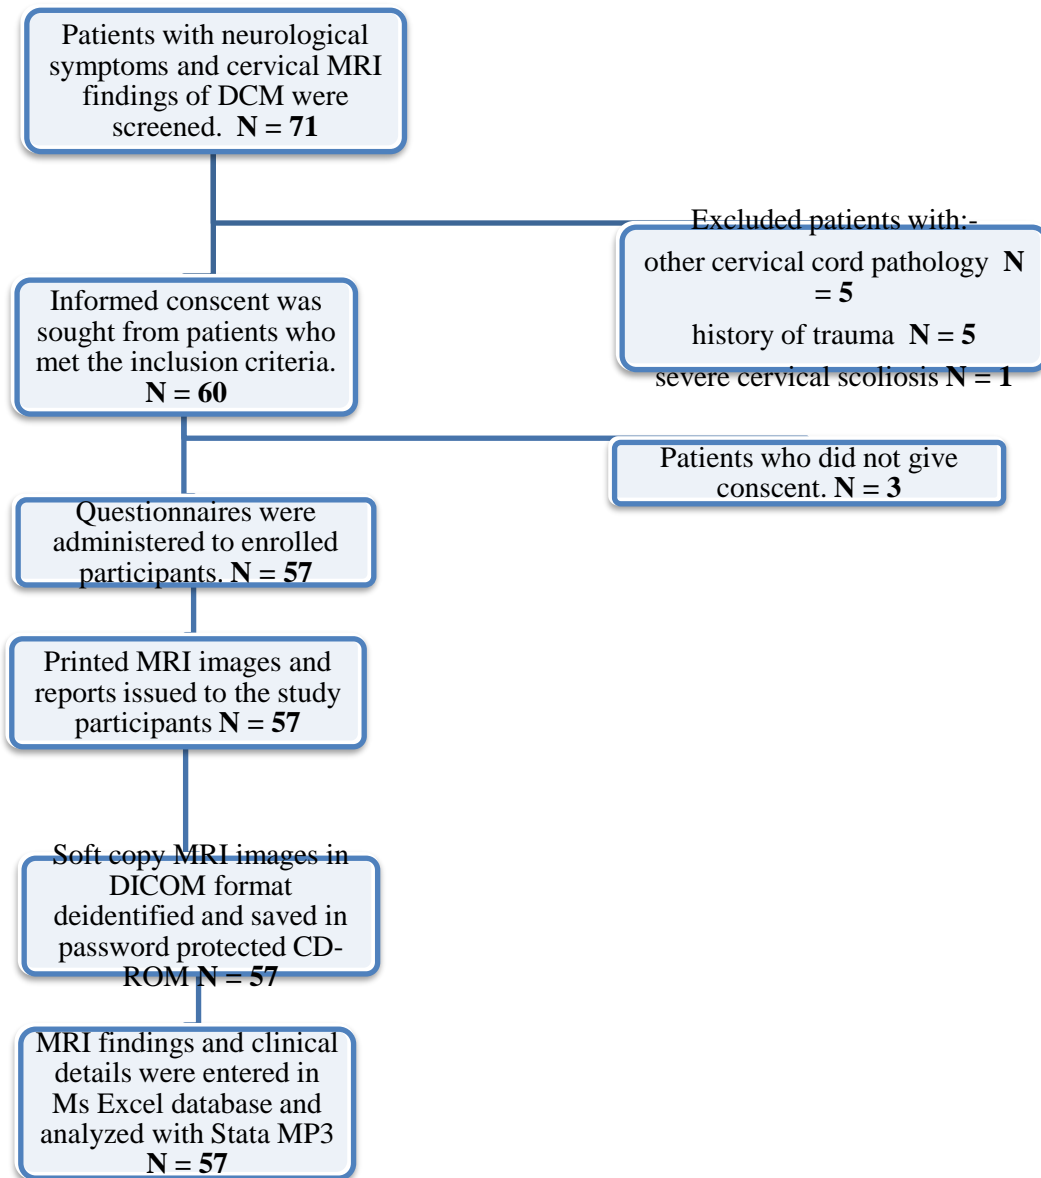 Patients with neurological
symptoms and cervical MRI
findings of DCM were
screened. N = 71
Excluded patients with:-
other cervical cord pathology N
= 5
history of trauma N = 5
severe cervical scoliosis N = 1
Informed conscent was
sought from patients who
met the inclusion criteria.
N = 60
Patients who did not give
conscent. N = 3
Questionnaires were
administered to enrolled
participants. N = 57
Printed MRI images and
reports issued to the study
participants N = 57
Soft copy MRI images in
DICOM format
deidentified and saved in
password protected CD-
ROM N = 57
MRI findings and clinical
details were entered in
Ms Excel database and
analyzed with Stata MP3
N = 57